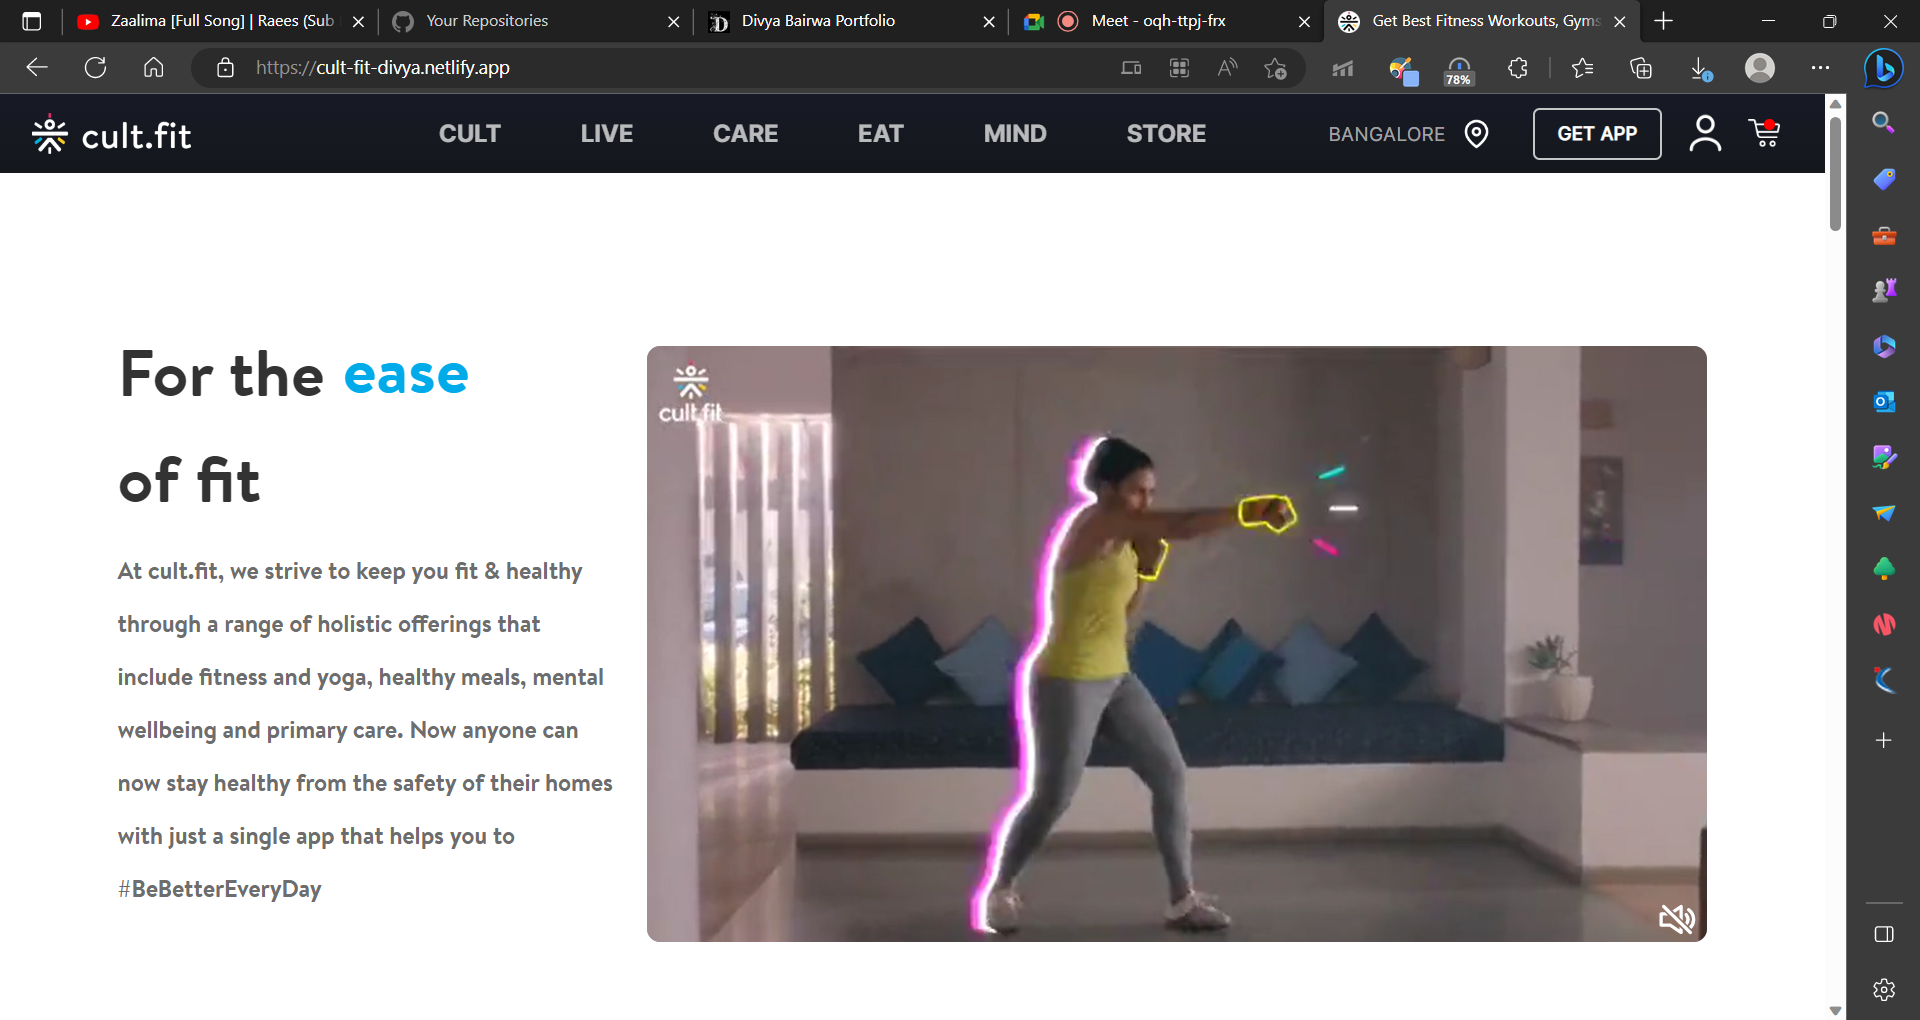 Zaalima [Full Song] | Raees (Sub
Your Repositories
Divya Bairwa Portfolio
Meet - oqh-ttpj-frx
Get Best Fitness Workouts, Gyms
https://cult-fit-divya.netlify.app
78%
cult.fit
CULT
LIVE
CARE
EAT
MIND
STORE
BANGALORE
GET APP
For the ease
of fit
At cult.fit, we strive to keep you fit & healthy
through a range of holistic offerings that
include fitness and yoga, healthy meals, mental
wellbeing and primary care. Now anyone can
now stay healthy from the safety of their homes
with just a single app that helps you to
#BeBetterEveryDay
cult.fit